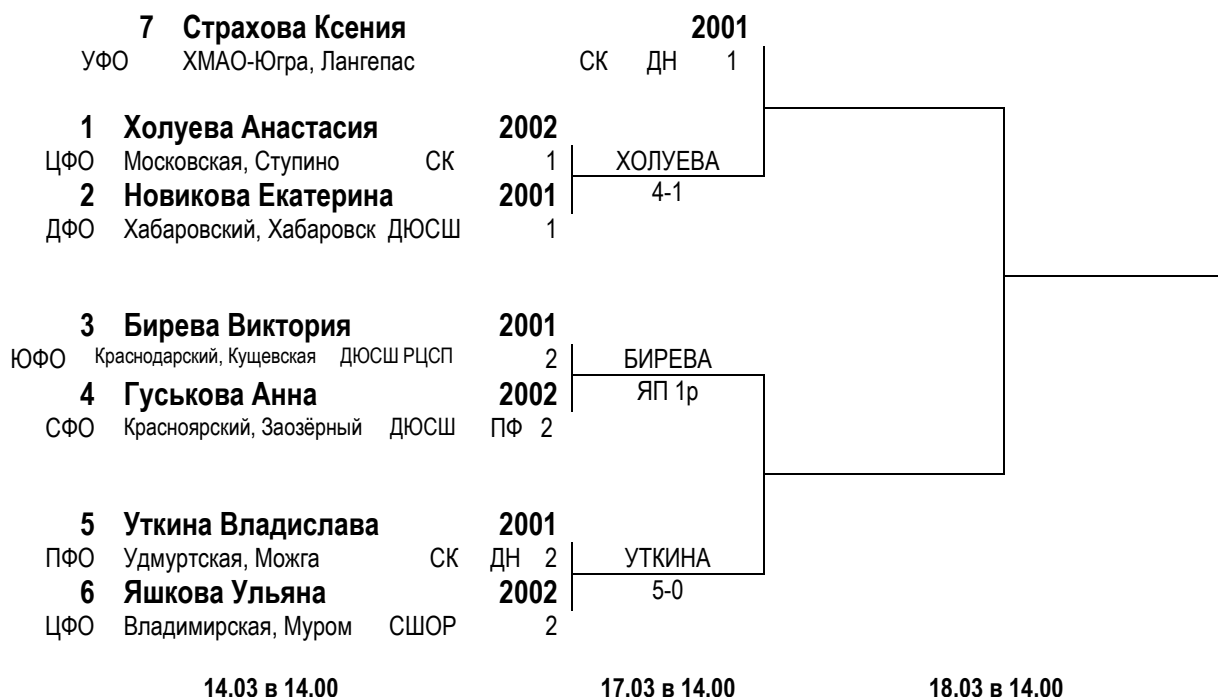 7 Страхова Ксения 2001
УФО ХМАО-Югра, Лангепас СК ДН 1
1 Холуева Анастасия 2002
ЦФО Московская, Ступино СК 1 ХОЛУЕВА
2 Новикова Екатерина 2001 4-1
ДФО Хабаровский, Хабаровск ДЮСШ 1
3 Бирева Виктория 2001
ЮФО Краснодарский, Кущевская ДЮСШ РЦСП 2 БИРЕВА
4 Гуськова Анна 2002 ЯП 1р
СФО Красноярский, Заозёрный ДЮСШ ПФ 2
5 Уткина Владислава 2001
ПФО Удмуртская, Можга СК ДН 2 УТКИНА
6 Яшкова Ульяна 2002 5-0
ЦФО Владимирская, Муром СШОР 2
14.03 в 14.00 17.03 в 14.00 18.03 в 14.00